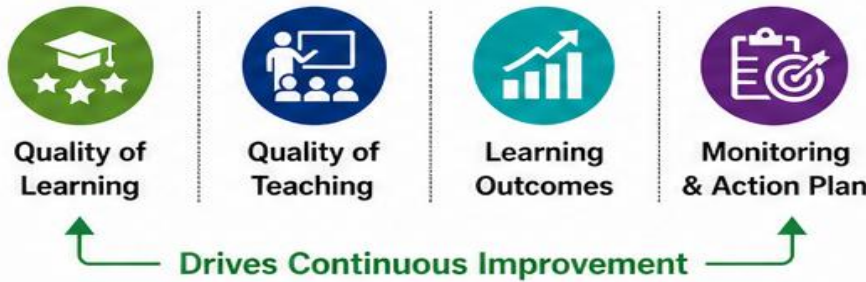 Quality of
Learning
Quality of
Teaching
Learning
Outcomes
Monitoring
& Action Plan
Drives Continuous Improvement